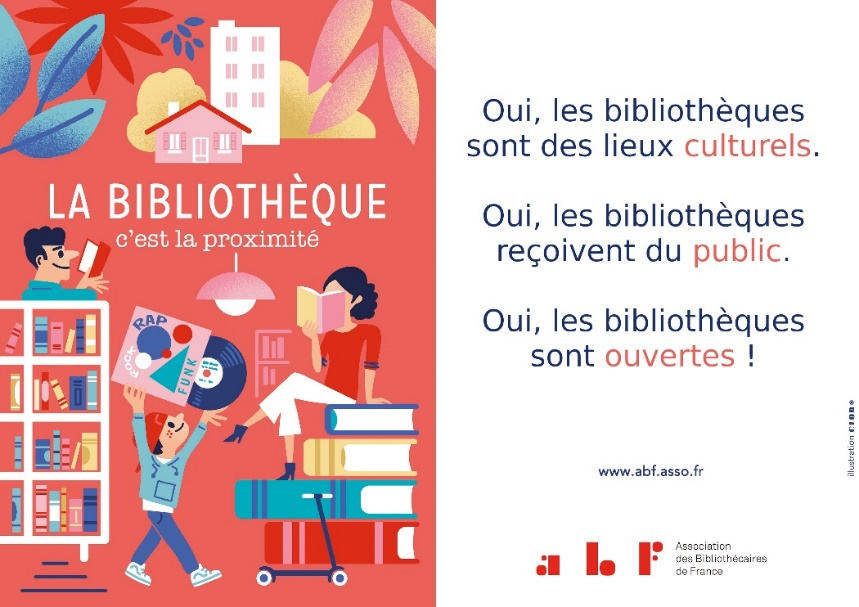 LA BIBLIOTHÈQUE
c'est la proximité
RAP
ROCK
FUNK
Oui, les bibliothèques
sont des lieux culturels.
Oui, les bibliothèques
reçoivent du public.
Oui, les bibliothèques
sont ouvertes !
www.abf.asso.fr
abf
Association
des Bibliothécaires
de France